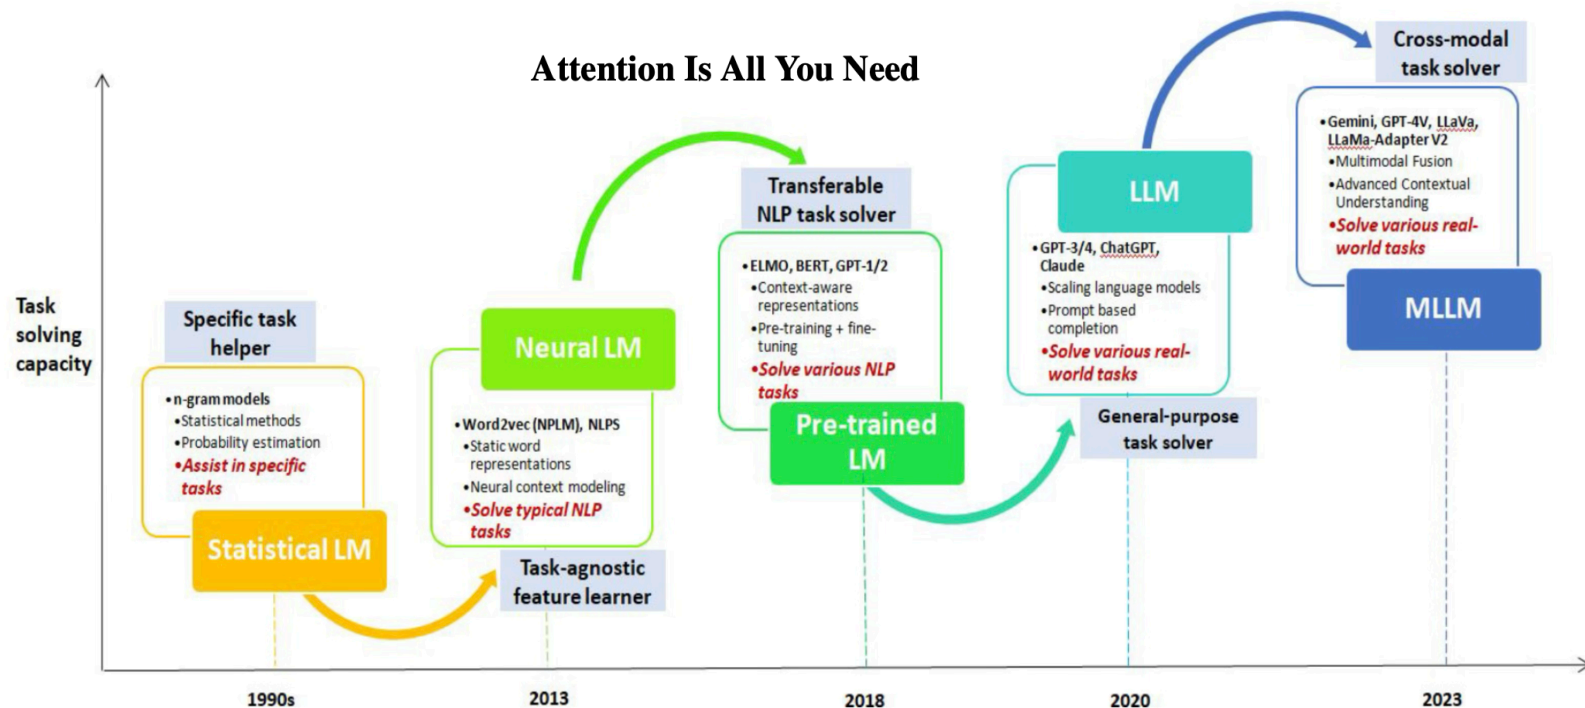 Attention Is All You Need
Task
solving
capacity
Specific task
helper
•n-gram models
•Statistical methods
•Probability estimation
•Assist in specific
tasks
Statistical LM
Neural LM
•Word2vec (NPLM), NLPS
•Static word
representations
•Neural context modeling
•Solve typical NLP
tasks
Task-agnostic
feature learner
Transferable
NLP task solver
•ELMO, BERT, GPT-1/2
•Context-aware
representations
•Pre-training + fine-
tuning
•Solve various NLP
tasks
Pre-trained
LM
LLM
•GPT-3/4, ChatGPT,
Claude
•Scaling language models
•Prompt based
completion
•Solve various real-
world tasks
General-purpose
task solver
Cross-modal
task solver
•Gemini, GPT-4V, LLaVa,
LLaMa-Adapter V2
•Multimodal Fusion
•Advanced Contextual
Understanding
•Solve various real-
world tasks
MLLM
1990s
2013
2018
2020
2023